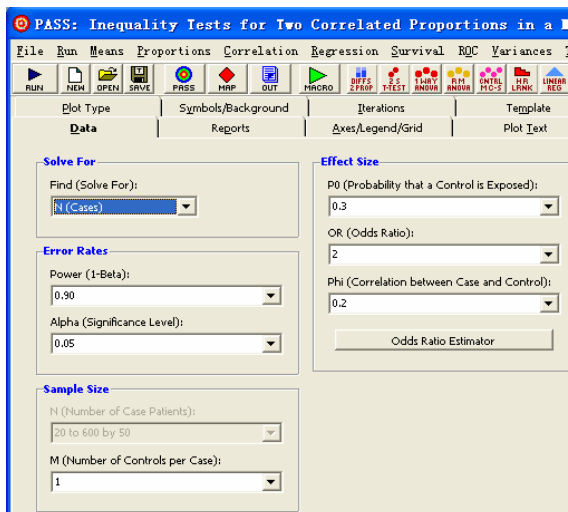 PASS: Inequality Tests for Two Correlated Proportions in a
File Run Means Proportions Correlation Regression Survival ROC Variances
RUN NEW OPEN SAVE PASS MAP OUT MACRO DIFFS 2 PROP 2 S T-TEST 1 WAY ANOVA R M ANOVA CNTRL MC-S H R LRANK LINEAR REG
Plot Type Symbols/Background Iterations Template
Data Reports Axes/Legend/Grid Plot Text
Solve For
Find (Solve For):
N (Cases)
Error Rates
Power (1-Beta):
0.90
Alpha (Significance Level):
0.05
Sample Size
N (Number of Case Patients):
20 to 600 by 50
M (Number of Controls per Case):
1
Effect Size
P0 (Probability that a Control is Exposed):
0.3
OR (Odds Ratio):
2
Phi (Correlation between Case and Control):
0.2
Odds Ratio Estimator